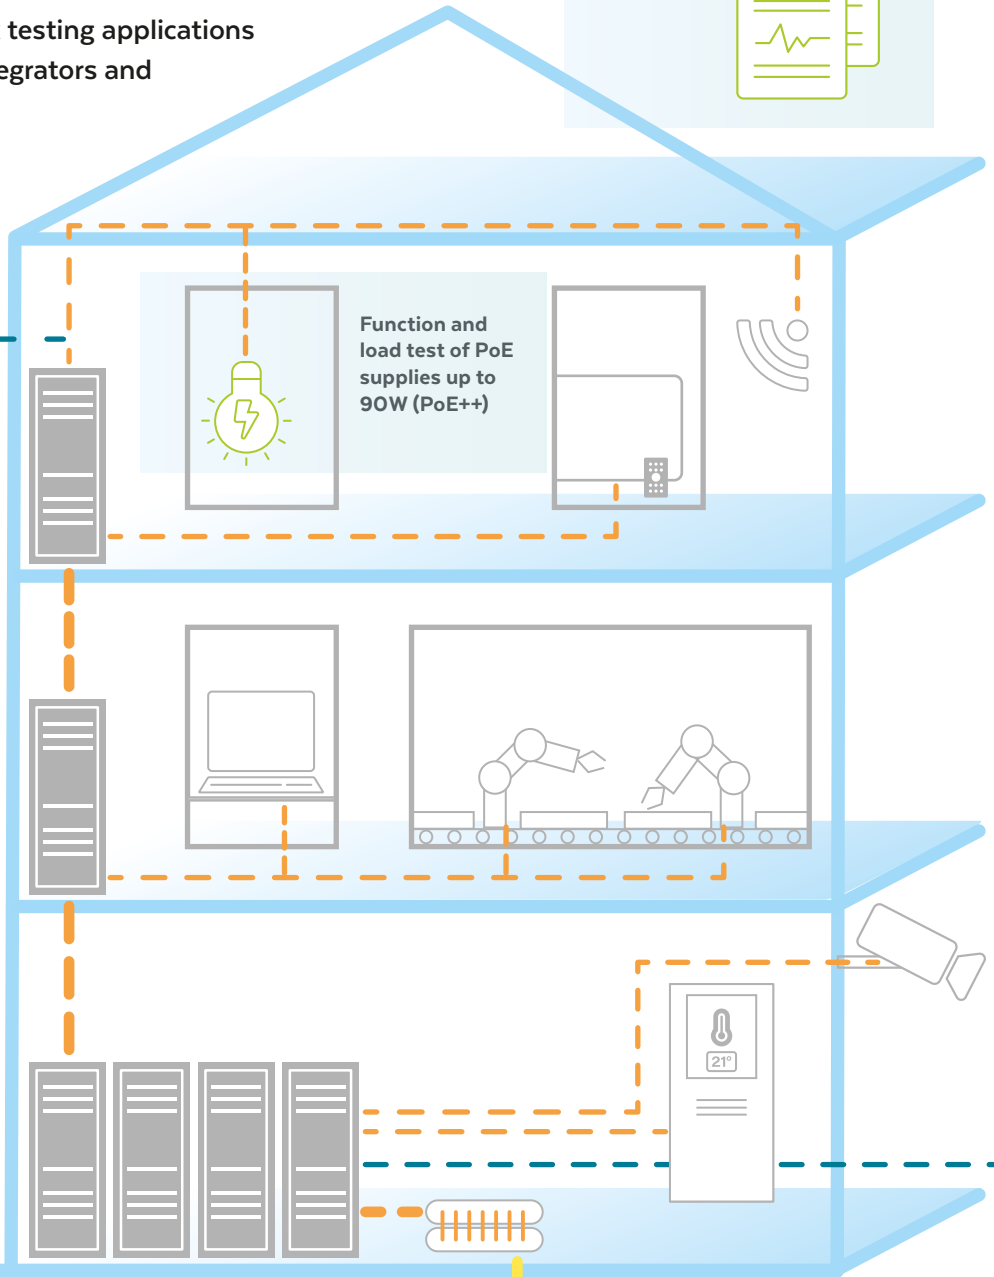 testing applications
egrators and
Function and
load test of PoE
supplies up to
90W (PoE++)
21°